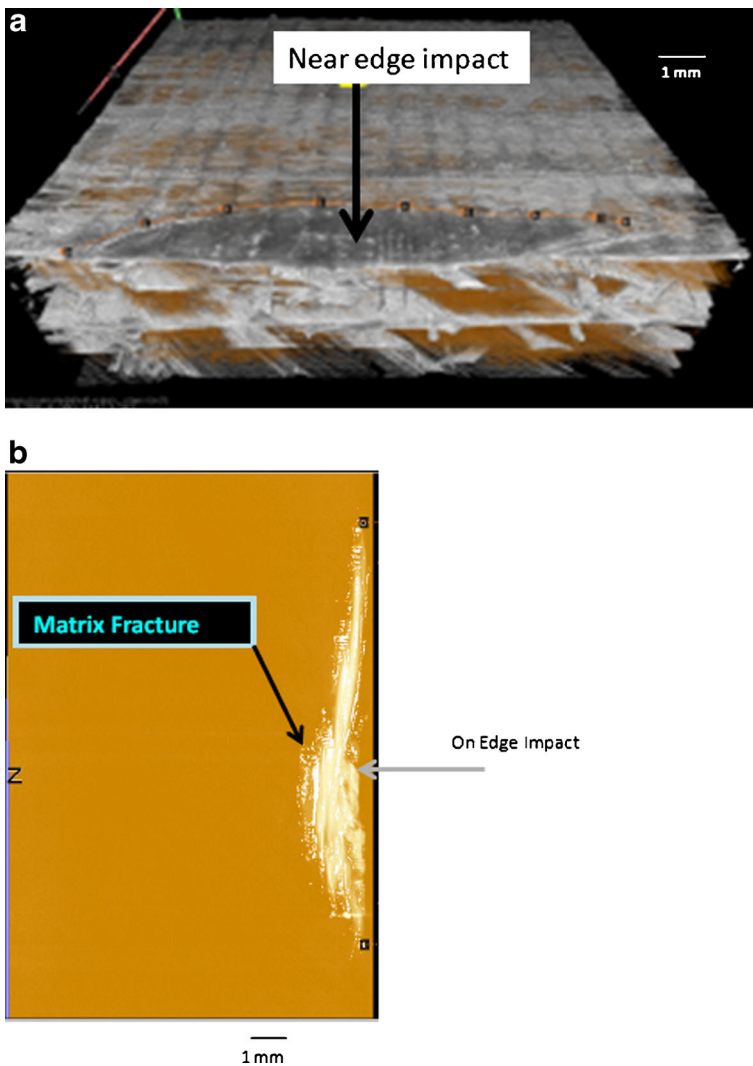 a
Near edge impact
1 mm
b
Matrix Fracture
On Edge Impact
N
1 mm